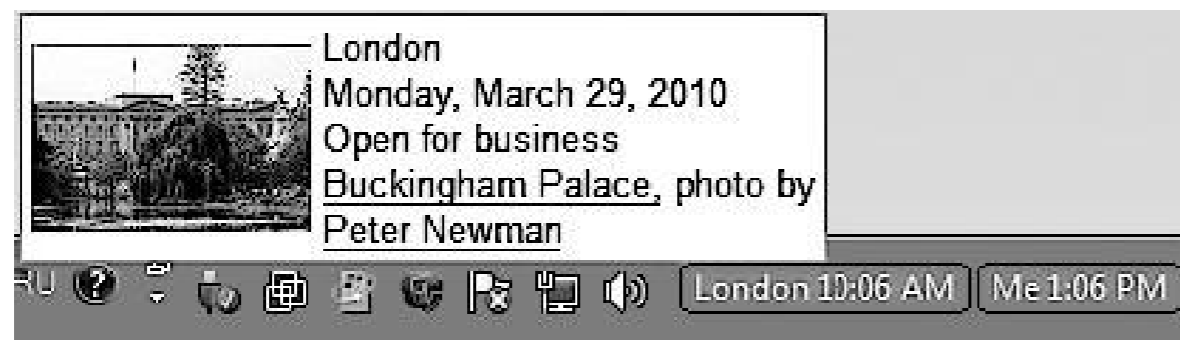 London
Monday, March 29, 2010
Open for business
Buckingham Palace, photo by
Peter Newman
RU London 10:06 AM Me 1:06 PM